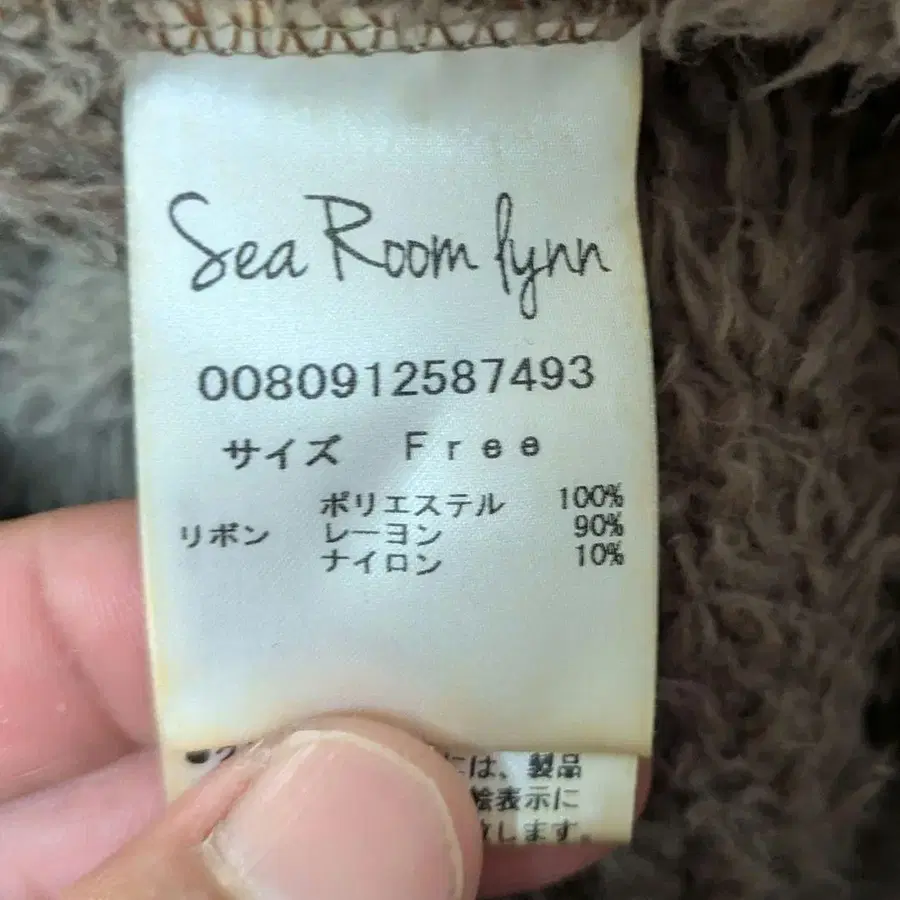 Sea Room lynn
0080912587493
サイズ Free
ポリエステル 100%
リボン レーヨン 90%
ナイロン 10%
には、製品
絵表示に
致します。